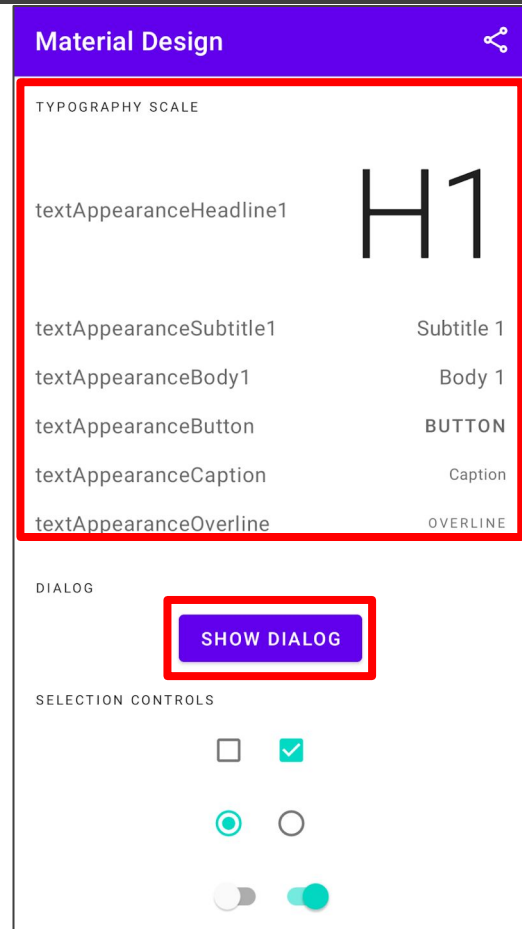 Material Design
TYPOGRAPHY SCALE
textAppearanceHeadline1 H1
textAppearanceSubtitle1 Subtitle 1
textAppearanceBody1 Body 1
textAppearanceButton BUTTON
textAppearanceCaption Caption
textAppearanceOverline OVERLINE
DIALOG
SHOW DIALOG
SELECTION CONTROLS